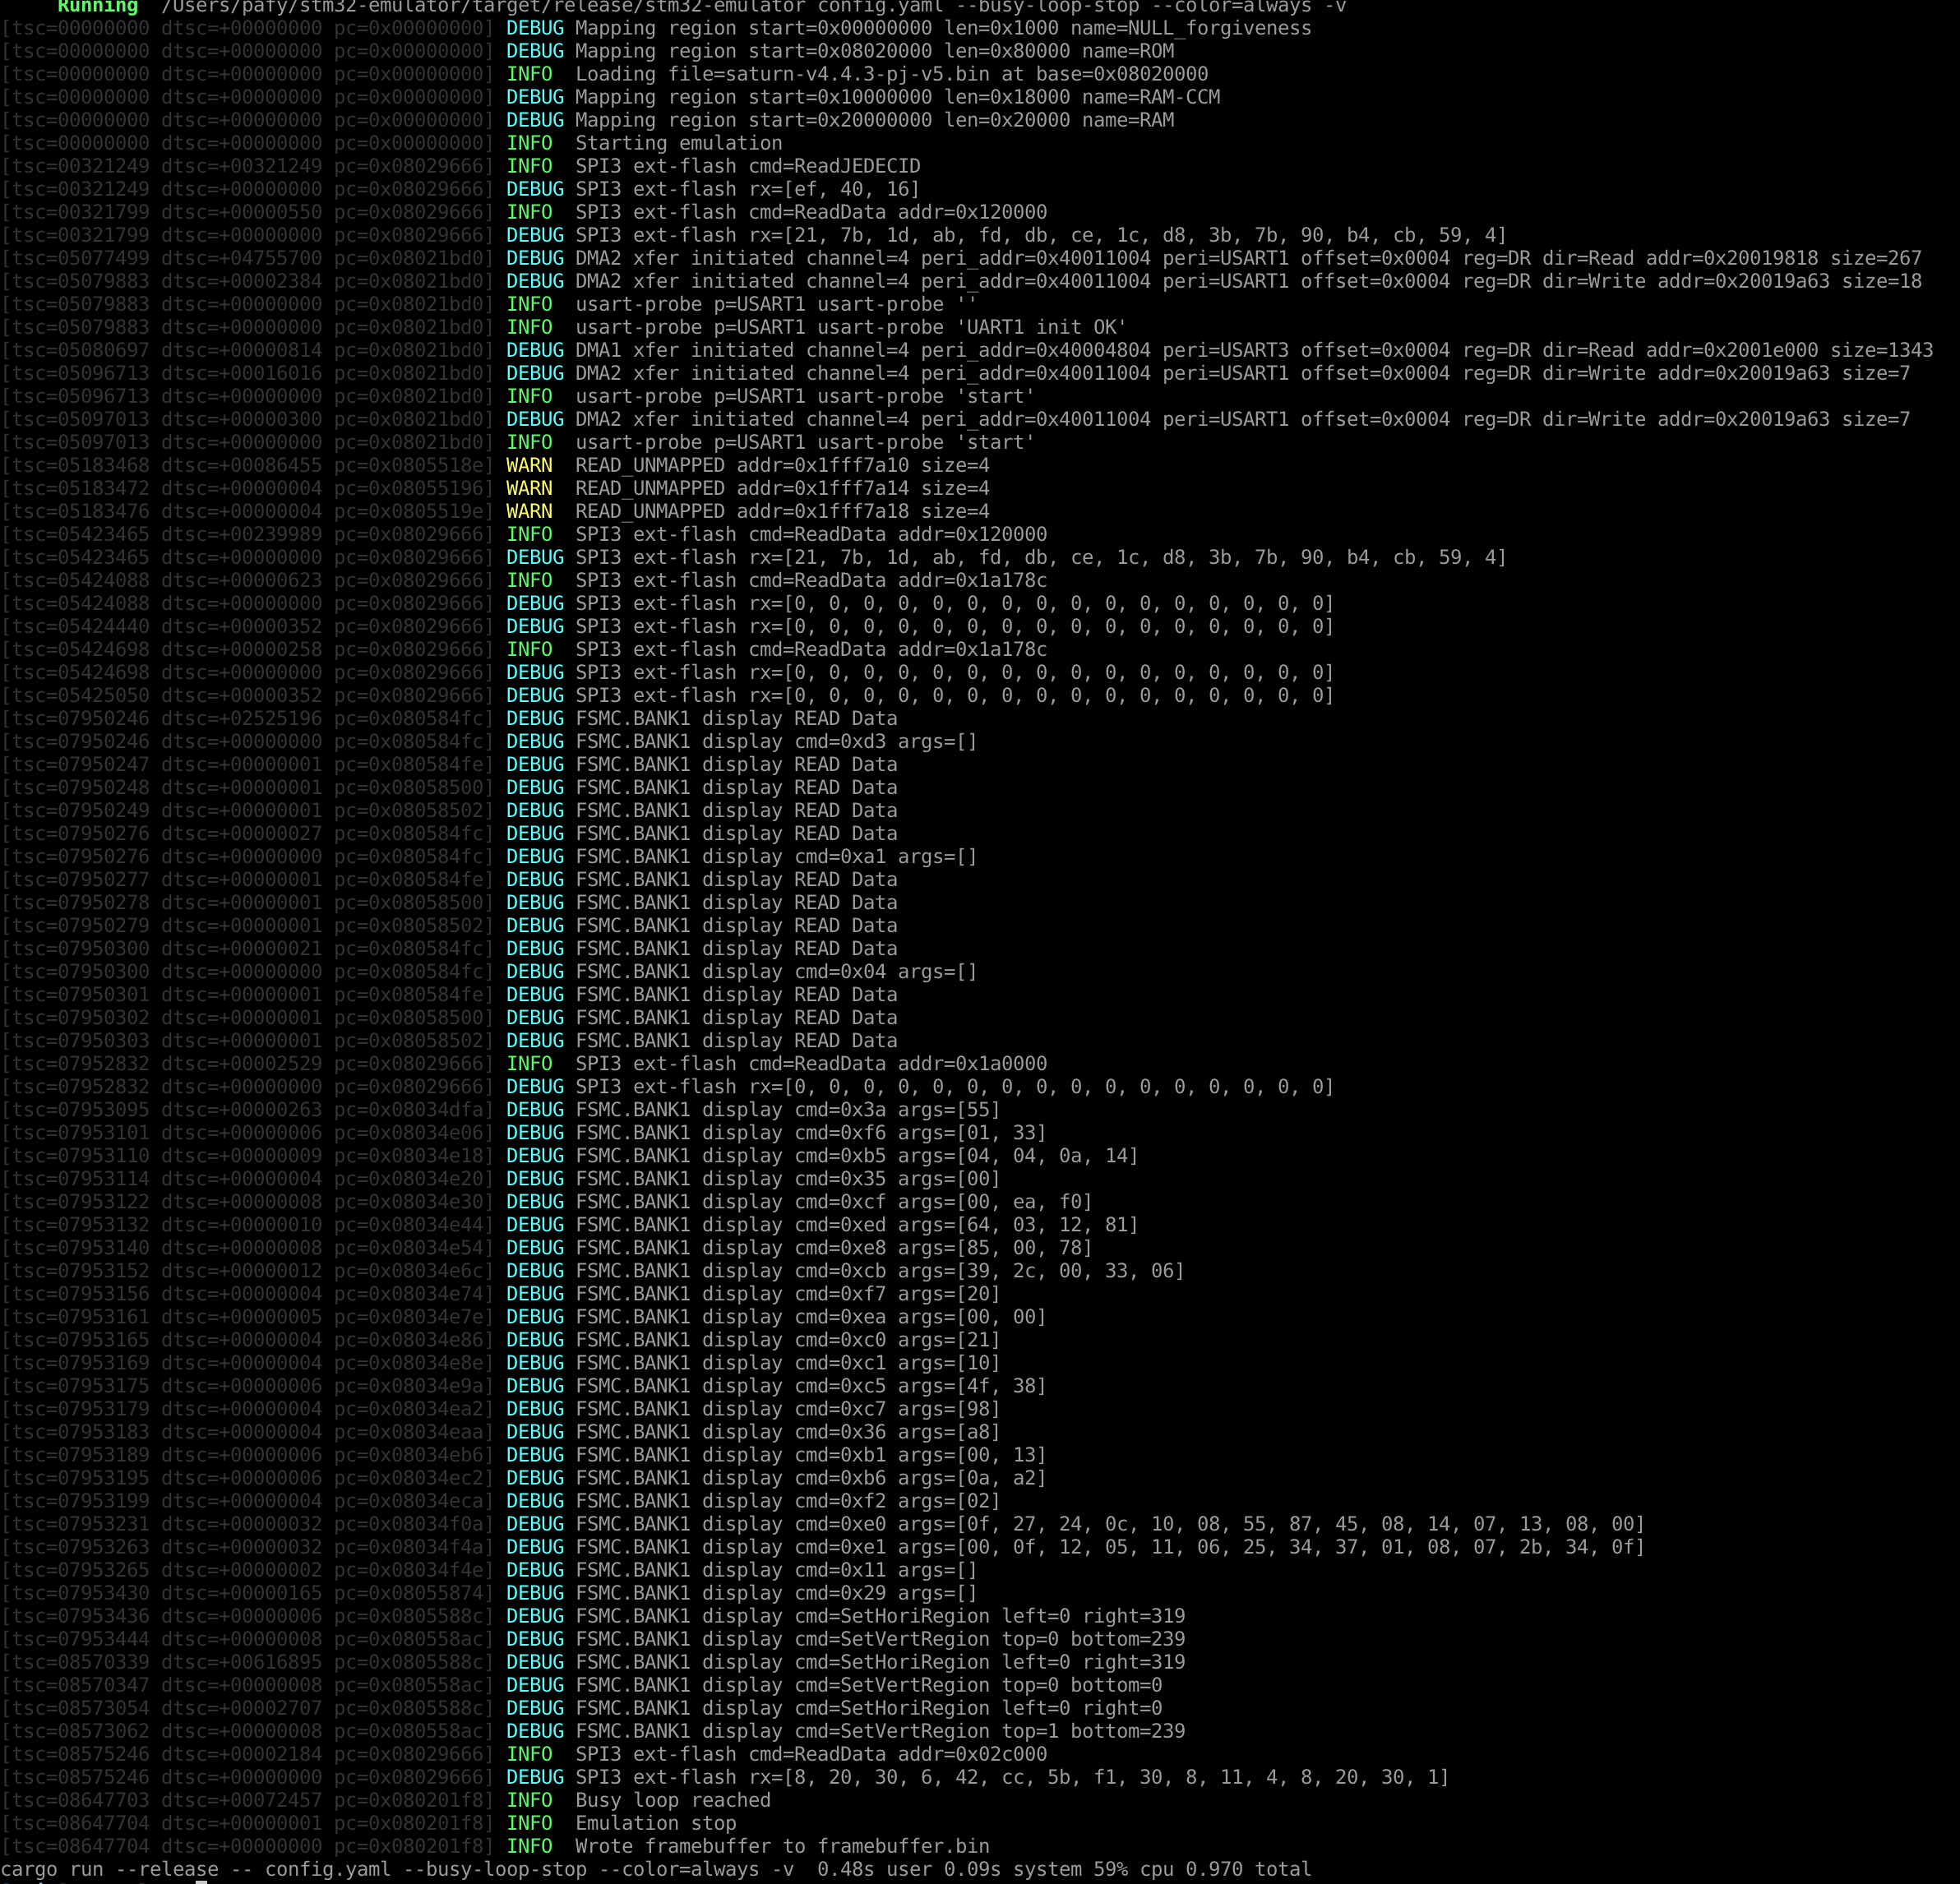 Running /Users/pafy/stm32-emulator/target/release/stm32-emulator config.yaml --busy-loop-stop --color=always -v
[tsc=00000000 dtsc=+00000000 pc=0x00000000] DEBUG Mapping region start=0x00000000 len=0x1000 name=NULL_forgiveness
[tsc=00000000 dtsc=+00000000 pc=0x00000000] DEBUG Mapping region start=0x08020000 len=0x80000 name=ROM
[tsc=00000000 dtsc=+00000000 pc=0x00000000] INFO  Loading file=saturn-v4.4.3-pj-v5.bin at base=0x08020000
[tsc=00000000 dtsc=+00000000 pc=0x00000000] DEBUG Mapping region start=0x10000000 len=0x18000 name=RAM-CCM
[tsc=00000000 dtsc=+00000000 pc=0x00000000] DEBUG Mapping region start=0x20000000 len=0x20000 name=RAM
[tsc=00000000 dtsc=+00000000 pc=0x00000000] INFO  Starting emulation
[tsc=00321249 dtsc=+00321249 pc=0x08029666] INFO  SPI3 ext-flash cmd=ReadJEDECID
[tsc=00321249 dtsc=+00000000 pc=0x08029666] DEBUG SPI3 ext-flash rx=[ef, 40, 16]
[tsc=00321799 dtsc=+00000550 pc=0x08029666] INFO  SPI3 ext-flash cmd=ReadData addr=0x120000
[tsc=00321799 dtsc=+00000000 pc=0x08029666] DEBUG SPI3 ext-flash rx=[21, 7b, 1d, ab, fd, db, ce, 1c, d8, 3b, 7b, 90, b4, cb, 59, 4]
[tsc=05077499 dtsc=+04755700 pc=0x08021bd0] DEBUG DMA2 xfer initiated channel=4 peri_addr=0x40011004 peri=USART1 offset=0x0004 reg=DR dir=Read addr=0x20019818 size=267
[tsc=05079883 dtsc=+00002384 pc=0x08021bd0] DEBUG DMA2 xfer initiated channel=4 peri_addr=0x40011004 peri=USART1 offset=0x0004 reg=DR dir=Write addr=0x20019a63 size=18
[tsc=05079883 dtsc=+00000000 pc=0x08021bd0] INFO  usart-probe p=USART1 usart-probe ''
[tsc=05079883 dtsc=+00000000 pc=0x08021bd0] INFO  usart-probe p=USART1 usart-probe 'UART1 init OK'
[tsc=05080697 dtsc=+00000814 pc=0x08021bd0] DEBUG DMA1 xfer initiated channel=4 peri_addr=0x40004804 peri=USART3 offset=0x0004 reg=DR dir=Read addr=0x2001e000 size=1343
[tsc=05096713 dtsc=+00016016 pc=0x08021bd0] DEBUG DMA2 xfer initiated channel=4 peri_addr=0x40011004 peri=USART1 offset=0x0004 reg=DR dir=Write addr=0x20019a63 size=7
[tsc=05096713 dtsc=+00000000 pc=0x08021bd0] INFO  usart-probe p=USART1 usart-probe 'start'
[tsc=05097013 dtsc=+00000300 pc=0x08021bd0] DEBUG DMA2 xfer initiated channel=4 peri_addr=0x40011004 peri=USART1 offset=0x0004 reg=DR dir=Write addr=0x20019a63 size=7
[tsc=05097013 dtsc=+00000000 pc=0x08021bd0] INFO  usart-probe p=USART1 usart-probe 'start'
[tsc=05183468 dtsc=+00086455 pc=0x0805518e] WARN  READ_UNMAPPED addr=0x1fff7a10 size=4
[tsc=05183472 dtsc=+00000004 pc=0x08055196] WARN  READ_UNMAPPED addr=0x1fff7a14 size=4
[tsc=05183476 dtsc=+00000004 pc=0x0805519e] WARN  READ_UNMAPPED addr=0x1fff7a18 size=4
[tsc=05423465 dtsc=+00239989 pc=0x08029666] INFO  SPI3 ext-flash cmd=ReadData addr=0x120000
[tsc=05423465 dtsc=+00000000 pc=0x08029666] DEBUG SPI3 ext-flash rx=[21, 7b, 1d, ab, fd, db, ce, 1c, d8, 3b, 7b, 90, b4, cb, 59, 4]
[tsc=05424088 dtsc=+00000623 pc=0x08029666] INFO  SPI3 ext-flash cmd=ReadData addr=0x1a178c
[tsc=05424088 dtsc=+00000000 pc=0x08029666] DEBUG SPI3 ext-flash rx=[0, 0, 0, 0, 0, 0, 0, 0, 0, 0, 0, 0, 0, 0, 0, 0]
[tsc=05424440 dtsc=+00000352 pc=0x08029666] DEBUG SPI3 ext-flash rx=[0, 0, 0, 0, 0, 0, 0, 0, 0, 0, 0, 0, 0, 0, 0, 0]
[tsc=05424698 dtsc=+00000258 pc=0x08029666] INFO  SPI3 ext-flash cmd=ReadData addr=0x1a178c
[tsc=05424698 dtsc=+00000000 pc=0x08029666] DEBUG SPI3 ext-flash rx=[0, 0, 0, 0, 0, 0, 0, 0, 0, 0, 0, 0, 0, 0, 0, 0]
[tsc=05425050 dtsc=+00000352 pc=0x08029666] DEBUG SPI3 ext-flash rx=[0, 0, 0, 0, 0, 0, 0, 0, 0, 0, 0, 0, 0, 0, 0, 0]
[tsc=07950246 dtsc=+02525196 pc=0x080584fc] DEBUG FSMC.BANK1 display READ Data
[tsc=07950246 dtsc=+00000000 pc=0x080584fc] DEBUG FSMC.BANK1 display cmd=0xd3 args=[]
[tsc=07950247 dtsc=+00000001 pc=0x080584fe] DEBUG FSMC.BANK1 display READ Data
[tsc=07950248 dtsc=+00000001 pc=0x08058500] DEBUG FSMC.BANK1 display READ Data
[tsc=07950249 dtsc=+00000001 pc=0x08058502] DEBUG FSMC.BANK1 display READ Data
[tsc=07950276 dtsc=+00000027 pc=0x080584fc] DEBUG FSMC.BANK1 display READ Data
[tsc=07950276 dtsc=+00000000 pc=0x080584fc] DEBUG FSMC.BANK1 display cmd=0xa1 args=[]
[tsc=07950277 dtsc=+00000001 pc=0x080584fe] DEBUG FSMC.BANK1 display READ Data
[tsc=07950278 dtsc=+00000001 pc=0x08058500] DEBUG FSMC.BANK1 display READ Data
[tsc=07950279 dtsc=+00000001 pc=0x08058502] DEBUG FSMC.BANK1 display READ Data
[tsc=07950300 dtsc=+00000021 pc=0x080584fc] DEBUG FSMC.BANK1 display READ Data
[tsc=07950300 dtsc=+00000000 pc=0x080584fc] DEBUG FSMC.BANK1 display cmd=0x04 args=[]
[tsc=07950301 dtsc=+00000001 pc=0x080584fe] DEBUG FSMC.BANK1 display READ Data
[tsc=07950302 dtsc=+00000001 pc=0x08058500] DEBUG FSMC.BANK1 display READ Data
[tsc=07950303 dtsc=+00000001 pc=0x08058502] DEBUG FSMC.BANK1 display READ Data
[tsc=07952832 dtsc=+00002529 pc=0x08029666] INFO  SPI3 ext-flash cmd=ReadData addr=0x1a0000
[tsc=07952832 dtsc=+00000000 pc=0x08029666] DEBUG SPI3 ext-flash rx=[0, 0, 0, 0, 0, 0, 0, 0, 0, 0, 0, 0, 0, 0, 0, 0]
[tsc=07953095 dtsc=+00000263 pc=0x08034dfa] DEBUG FSMC.BANK1 display cmd=0x3a args=[55]
[tsc=07953101 dtsc=+00000006 pc=0x08034e06] DEBUG FSMC.BANK1 display cmd=0xf6 args=[01, 33]
[tsc=07953110 dtsc=+00000009 pc=0x08034e18] DEBUG FSMC.BANK1 display cmd=0xb5 args=[04, 04, 0a, 14]
[tsc=07953114 dtsc=+00000004 pc=0x08034e20] DEBUG FSMC.BANK1 display cmd=0x35 args=[00]
[tsc=07953122 dtsc=+00000008 pc=0x08034e30] DEBUG FSMC.BANK1 display cmd=0xcf args=[00, ea, f0]
[tsc=07953132 dtsc=+00000010 pc=0x08034e44] DEBUG FSMC.BANK1 display cmd=0xed args=[64, 03, 12, 81]
[tsc=07953140 dtsc=+00000008 pc=0x08034e54] DEBUG FSMC.BANK1 display cmd=0xe8 args=[85, 00, 78]
[tsc=07953152 dtsc=+00000012 pc=0x08034e6c] DEBUG FSMC.BANK1 display cmd=0xcb args=[39, 2c, 00, 33, 06]
[tsc=07953156 dtsc=+00000004 pc=0x08034e74] DEBUG FSMC.BANK1 display cmd=0xf7 args=[20]
[tsc=07953161 dtsc=+00000005 pc=0x08034e7e] DEBUG FSMC.BANK1 display cmd=0xea args=[00, 00]
[tsc=07953165 dtsc=+00000004 pc=0x08034e86] DEBUG FSMC.BANK1 display cmd=0xc0 args=[21]
[tsc=07953169 dtsc=+00000004 pc=0x08034e8e] DEBUG FSMC.BANK1 display cmd=0xc1 args=[10]
[tsc=07953175 dtsc=+00000006 pc=0x08034e9a] DEBUG FSMC.BANK1 display cmd=0xc5 args=[4f, 38]
[tsc=07953179 dtsc=+00000004 pc=0x08034ea2] DEBUG FSMC.BANK1 display cmd=0xc7 args=[98]
[tsc=07953183 dtsc=+00000004 pc=0x08034eaa] DEBUG FSMC.BANK1 display cmd=0x36 args=[a8]
[tsc=07953189 dtsc=+00000006 pc=0x08034eb6] DEBUG FSMC.BANK1 display cmd=0xb1 args=[00, 13]
[tsc=07953195 dtsc=+00000006 pc=0x08034ec2] DEBUG FSMC.BANK1 display cmd=0xb6 args=[0a, a2]
[tsc=07953199 dtsc=+00000004 pc=0x08034eca] DEBUG FSMC.BANK1 display cmd=0xf2 args=[02]
[tsc=07953231 dtsc=+00000032 pc=0x08034f0a] DEBUG FSMC.BANK1 display cmd=0xe0 args=[0f, 27, 24, 0c, 10, 08, 55, 87, 45, 08, 14, 07, 13, 08, 00]
[tsc=07953263 dtsc=+00000032 pc=0x08034f4a] DEBUG FSMC.BANK1 display cmd=0xe1 args=[00, 0f, 12, 05, 11, 06, 25, 34, 37, 01, 08, 07, 2b, 34, 0f]
[tsc=07953265 dtsc=+00000002 pc=0x08034f4e] DEBUG FSMC.BANK1 display cmd=0x11 args=[]
[tsc=07953430 dtsc=+00000165 pc=0x08055874] DEBUG FSMC.BANK1 display cmd=0x29 args=[]
[tsc=07953436 dtsc=+00000006 pc=0x0805588c] DEBUG FSMC.BANK1 display cmd=SetHoriRegion left=0 right=319
[tsc=07953444 dtsc=+00000008 pc=0x080558ac] DEBUG FSMC.BANK1 display cmd=SetVertRegion top=0 bottom=239
[tsc=08570339 dtsc=+00616895 pc=0x0805588c] DEBUG FSMC.BANK1 display cmd=SetHoriRegion left=0 right=319
[tsc=08570347 dtsc=+00000008 pc=0x080558ac] DEBUG FSMC.BANK1 display cmd=SetVertRegion top=0 bottom=0
[tsc=08573054 dtsc=+00002707 pc=0x0805588c] DEBUG FSMC.BANK1 display cmd=SetHoriRegion left=0 right=0
[tsc=08573062 dtsc=+00000008 pc=0x080558ac] DEBUG FSMC.BANK1 display cmd=SetVertRegion top=1 bottom=239
[tsc=08575246 dtsc=+00002184 pc=0x08029666] INFO  SPI3 ext-flash cmd=ReadData addr=0x02c000
[tsc=08575246 dtsc=+00000000 pc=0x08029666] DEBUG SPI3 ext-flash rx=[8, 20, 30, 6, 42, cc, 5b, f1, 30, 8, 11, 4, 8, 20, 30, 1]
[tsc=08647703 dtsc=+00072457 pc=0x080201f8] INFO  Busy loop reached
[tsc=08647704 dtsc=+00000001 pc=0x080201f8] INFO  Emulation stop
[tsc=08647704 dtsc=+00000000 pc=0x080201f8] INFO  Wrote framebuffer to framebuffer.bin
cargo run --release -- config.yaml --busy-loop-stop --color=always -v  0.48s user 0.09s system 59% cpu 0.970 total